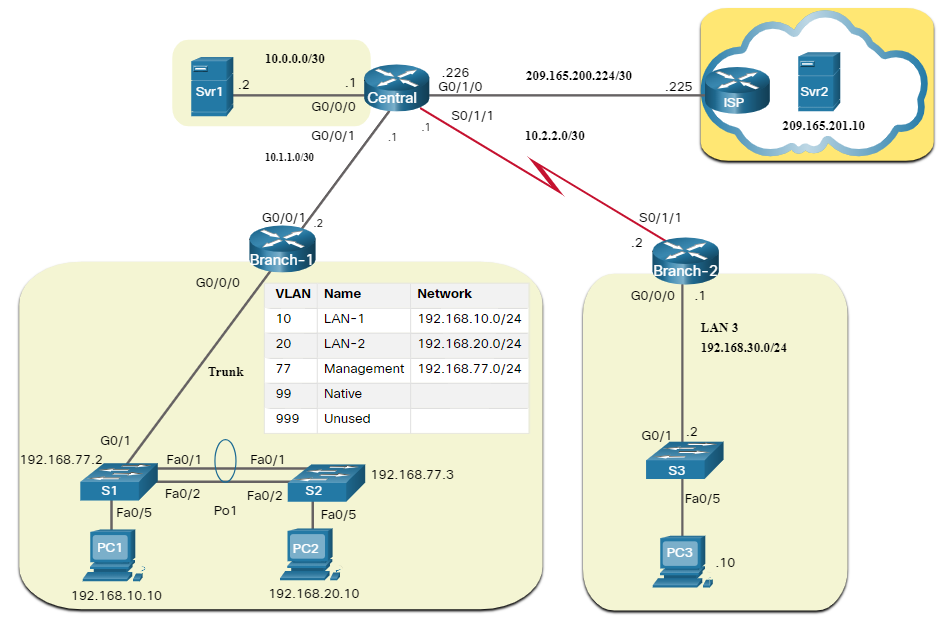 10.0.0.0/30
Svr1
.2
.1
G0/0/0
Central
.226
G0/1/0
209.165.200.224/30
.225
ISP
Svr2
209.165.201.10
G0/0/1
.1
.1
S0/1/1
10.2.2.0/30
10.1.1.0/30
G0/0/1
.2
Branch-1
G0/0/0
S0/1/1
.2
Branch-2
G0/0/0
.1
LAN 3
192.168.30.0/24
VLAN Name Network
10 LAN-1 192.168.10.0/24
20 LAN-2 192.168.20.0/24
77 Management 192.168.77.0/24
99 Native
999 Unused
Trunk
G0/1
192.168.77.2
S1
Fa0/1
Fa0/1
Fa0/2
Fa0/2
Po1
S2
192.168.77.3
Fa0/5
Fa0/5
PC1
PC2
192.168.10.10
192.168.20.10
G0/1
.2
S3
Fa0/5
PC3
.10